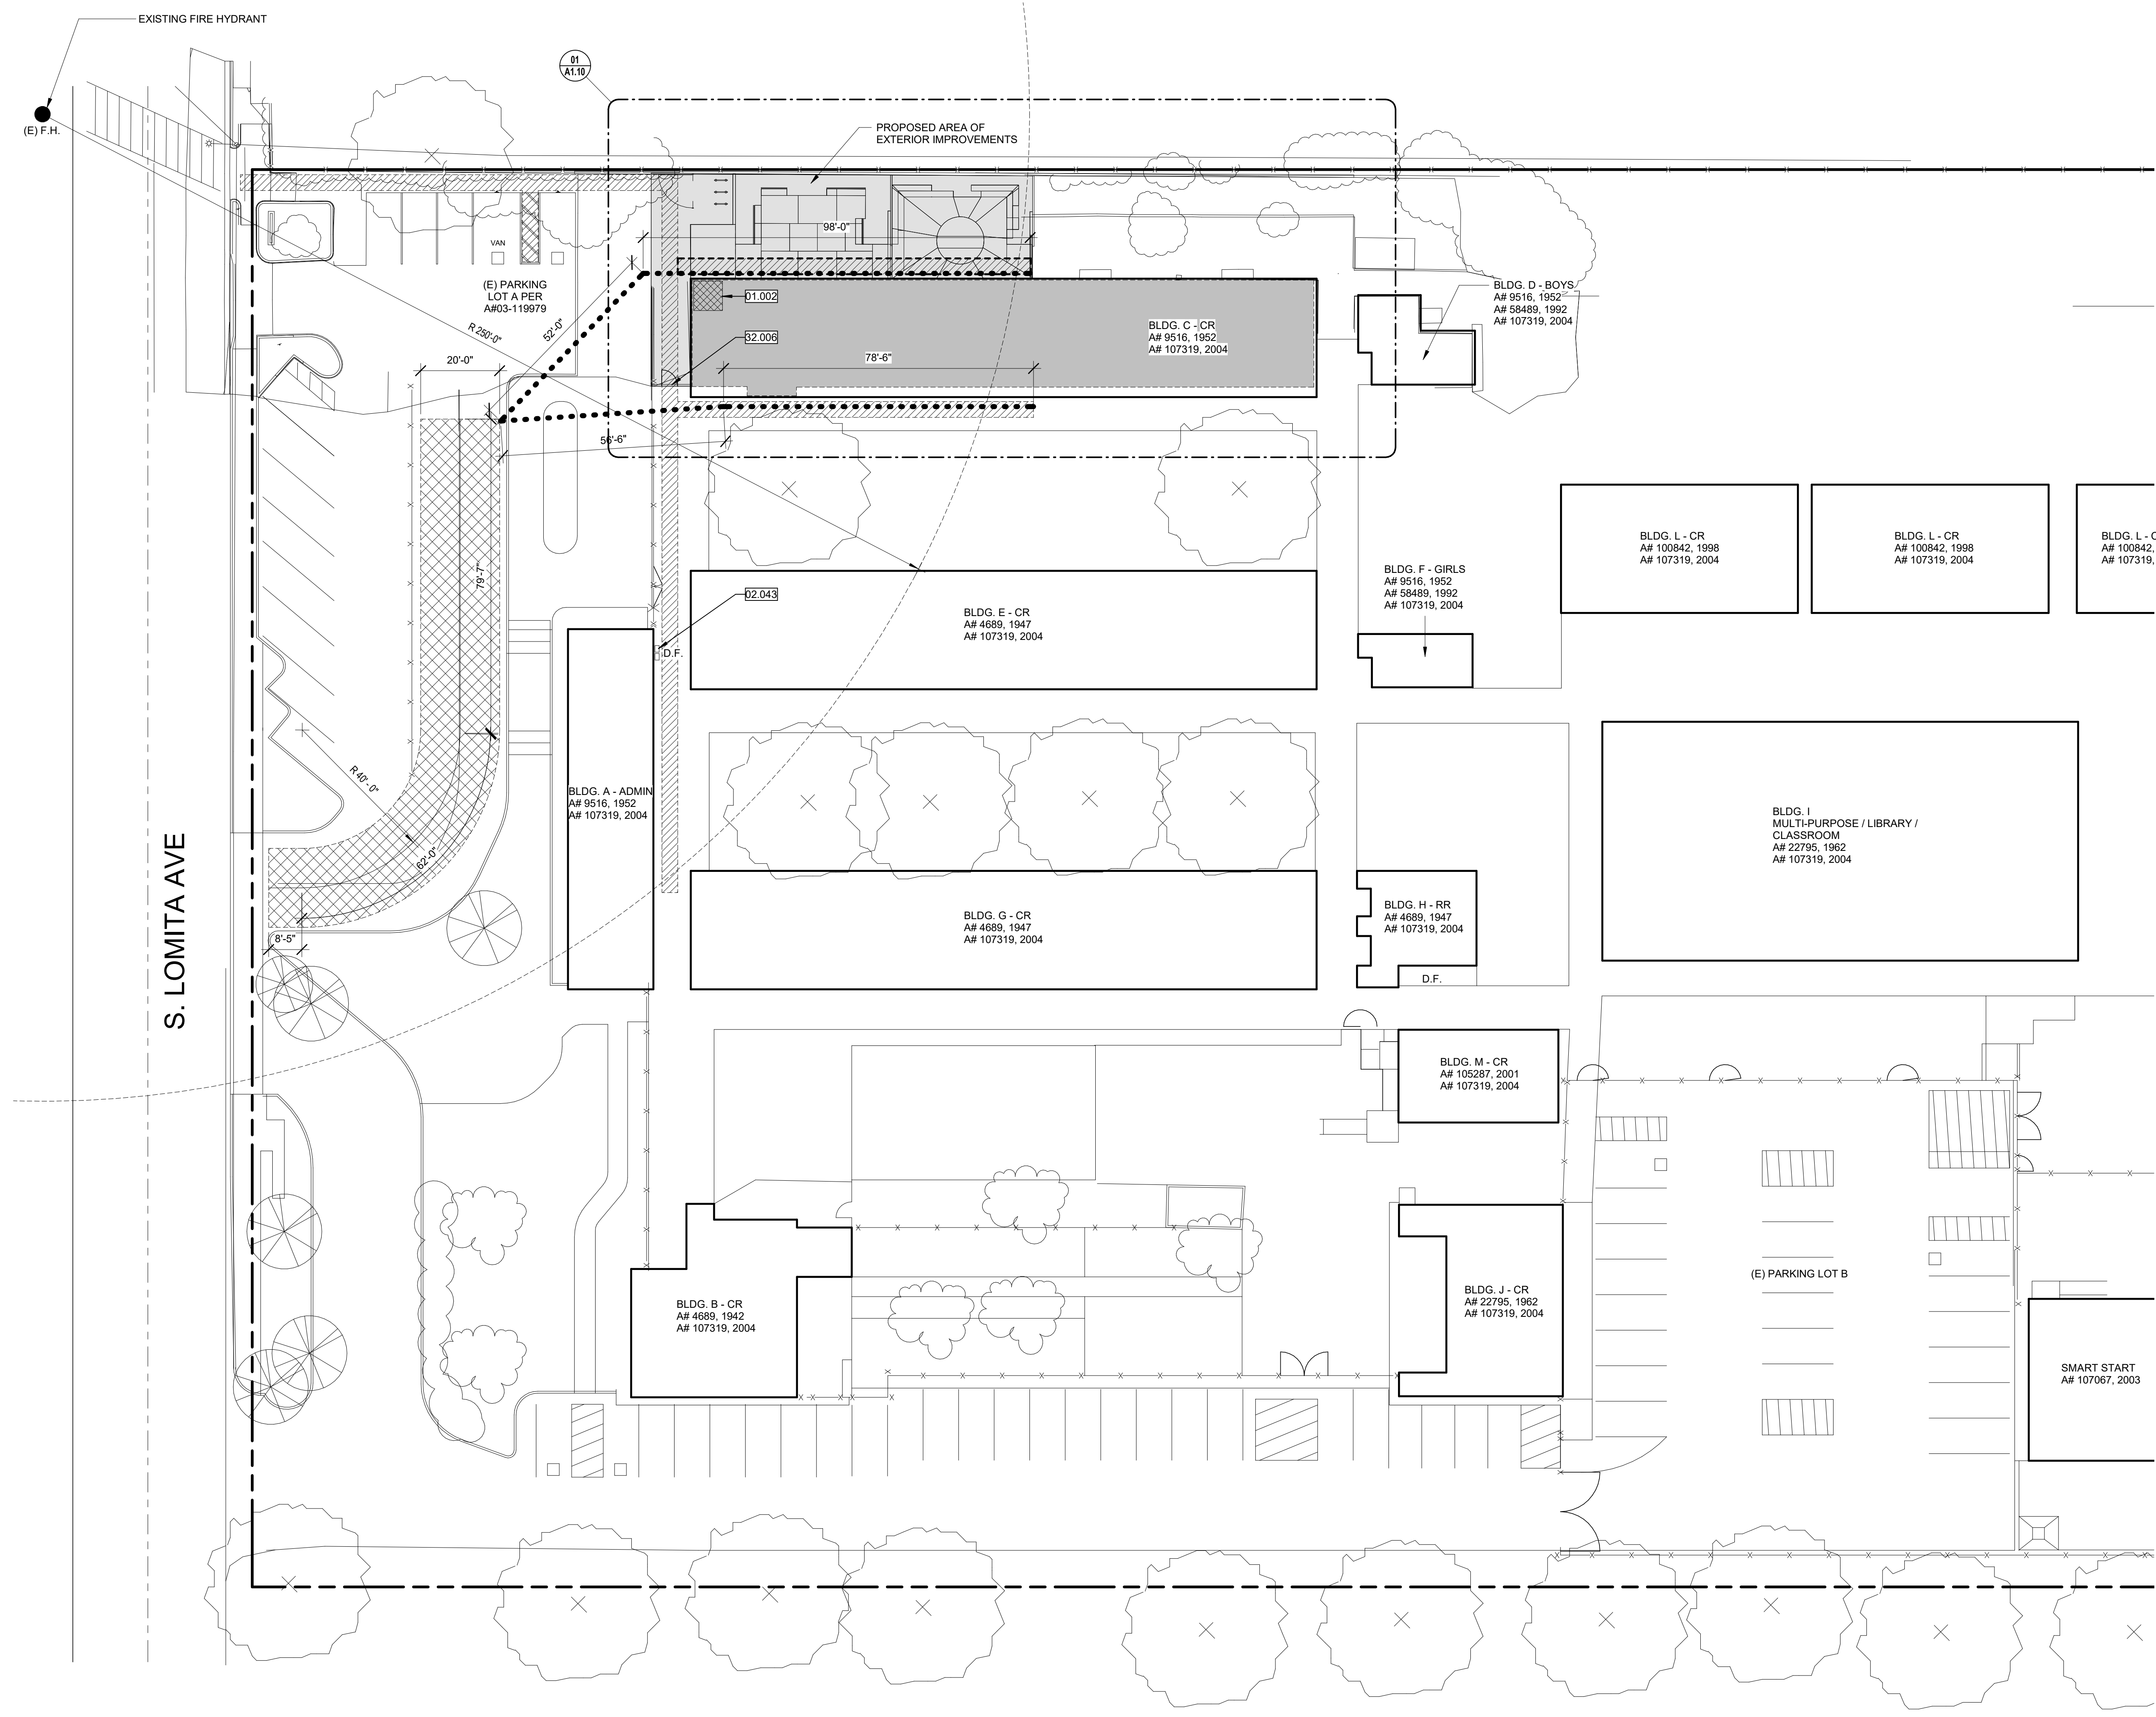 EXISTING FIRE HYDRANT
(E) F.H.
01
A1.10
PROPOSED AREA OF
EXTERIOR IMPROVEMENTS
98'-0"
VAN
(E) PARKING
LOT A PER
A#03-119979
R 250'-0"
52'-0"
20'-0"
01.002
32.006
BLDG. C - CR
A# 9516, 1952
A# 107319, 2004
78'-6"
BLDG. D - BOYS
A# 9516, 1952
A# 58489, 1992
A# 107319, 2004
56'-6"
79'-7"
BLDG. L - CR
A# 100842, 1998
A# 107319, 2004
BLDG. L - CR
A# 100842, 1998
A# 107319, 2004
BLDG. L - C
A# 100842,
A# 107319,
BLDG. F - GIRLS
A# 9516, 1952
A# 58489, 1992
A# 107319, 2004
02.043
D.F.
BLDG. E - CR
A# 4689, 1947
A# 107319, 2004
R 40'- 0"
62'-0"
8'-5"
S. LOMITA AVE
BLDG. A - ADMIN
A# 9516, 1952
A# 107319, 2004
BLDG. I
MULTI-PURPOSE / LIBRARY /
CLASSROOM
A# 22795, 1962
A# 107319, 2004
BLDG. G - CR
A# 4689, 1947
A# 107319, 2004
BLDG. H - RR
A# 4689, 1947
A# 107319, 2004
D.F.
BLDG. M - CR
A# 105287, 2001
A# 107319, 2004
(E) PARKING LOT B
BLDG. B - CR
A# 4689, 1942
A# 107319, 2004
BLDG. J - CR
A# 22795, 1962
A# 107319, 2004
SMART START
A# 107067, 2003